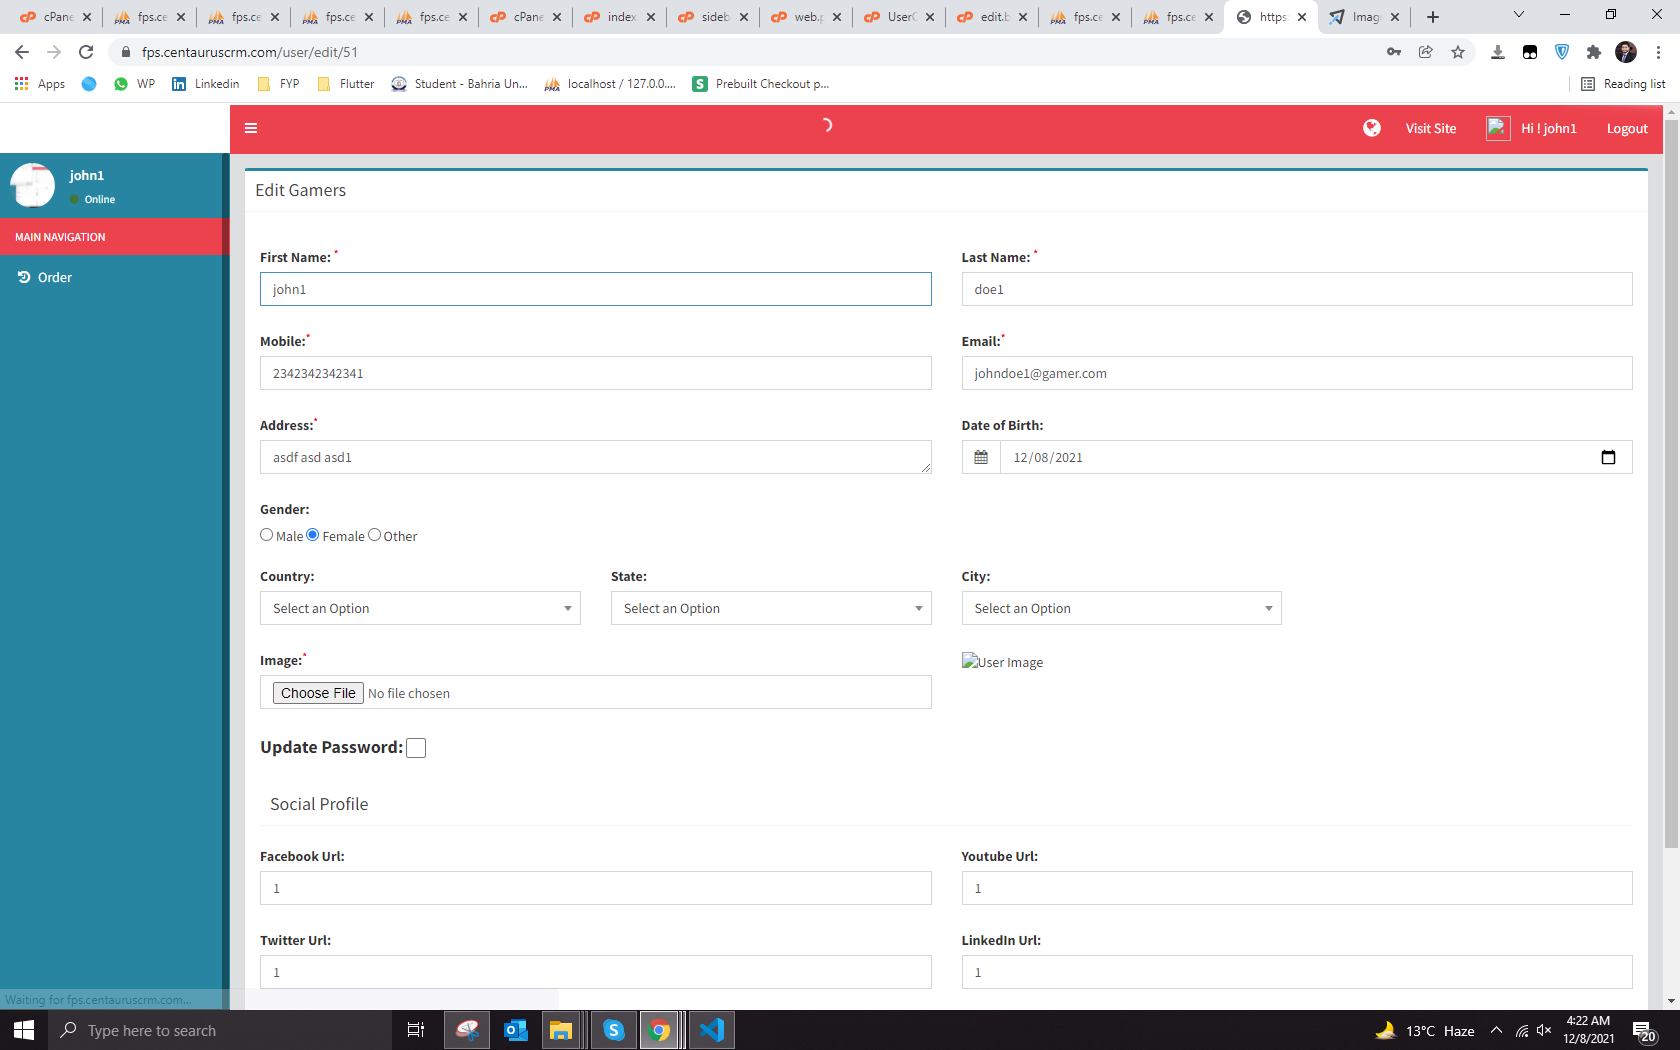 cPane fps.ce fps.ce fps.ce fps.ce cPane index. sideb web.p UserC edit.b fps.ce fps.ce https Imag
fps.centauruscrm.com/user/edit/51
Apps WP Linkedin FYP Flutter Student - Bahria Un... localhost / 127.0.0.... S Prebuilt Checkout p... Reading list
Visit Site Hi ! john1 Logout
john1
Online
MAIN NAVIGATION
Order
Edit Gamers
First Name: * Last Name: *
john1 doe1
Mobile:* Email:*
2342342342341 johndoe1@gamer.com
Address:* Date of Birth:
asdf asd asd1 12/08/2021
Gender:
Male Female Other
Country: State: City:
Select an Option Select an Option Select an Option
Image:* User Image
Choose File No file chosen
Update Password:
Social Profile
Facebook Url: Youtube Url:
1 1
Twitter Url: LinkedIn Url:
1 1
Waiting for fps.centauruscrm.com...
Type here to search 13°C Haze 4:22 AM
12/8/2021 20